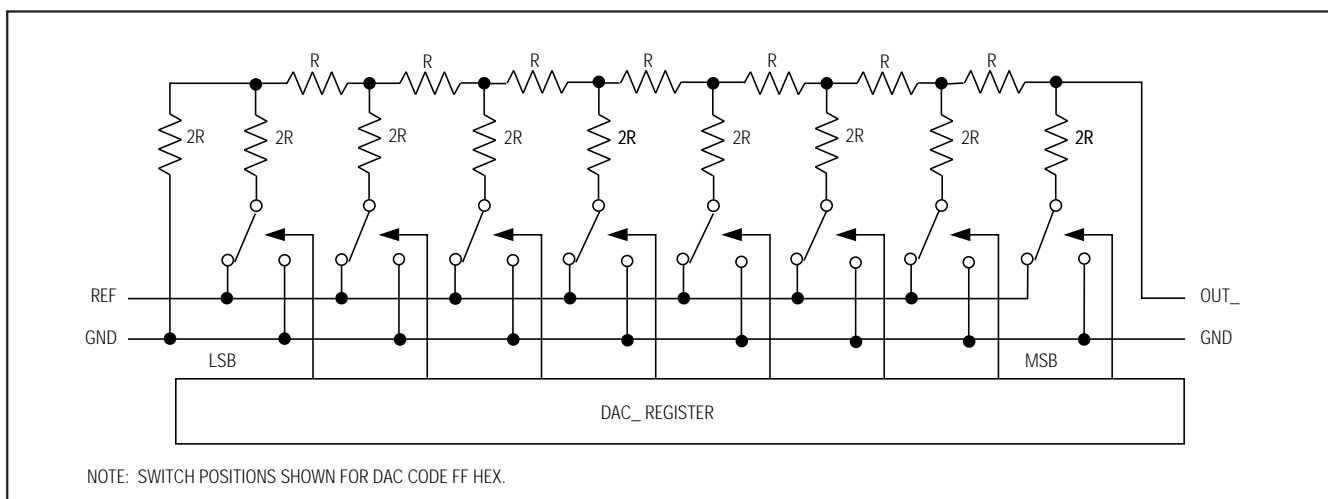 R R R R R R R
2R 2R 2R 2R 2R 2R 2R 2R 2R
REF OUT_
GND GND
LSB MSB
DAC_ REGISTER
NOTE: SWITCH POSITIONS SHOWN FOR DAC CODE FF HEX.